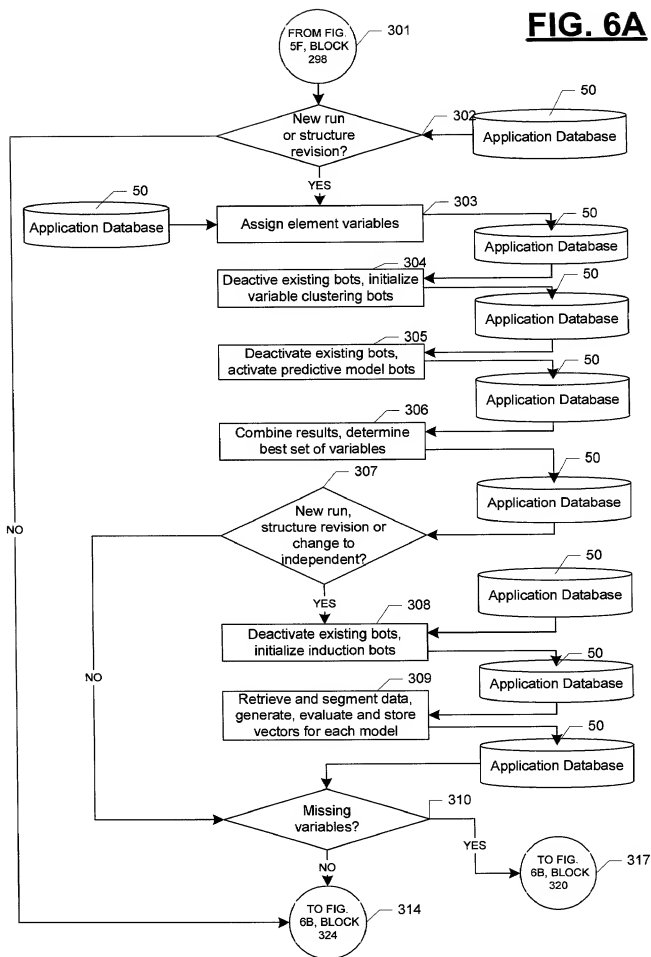 FIG. 6A
FROM FIG.
5F, BLOCK
298
301
New run
or structure
revision?
302
50
Application Database
YES
50
Application Database
Assign element variables
303
50
Application Database
304
Deactive existing bots, initialize
variable clustering bots
50
Application Database
305
Deactivate existing bots,
activate predictive model bots
50
Application Database
306
Combine results, determine
best set of variables
50
Application Database
307
New run,
structure revision or
change to
independent?
NO
YES
50
Application Database
308
Deactivate existing bots,
initialize induction bots
50
Application Database
NO
309
Retrieve and segment data,
generate, evaluate and store
vectors for each model
50
Application Database
310
Missing
variables?
YES
NO
TO FIG.
6B, BLOCK
320
317
TO FIG.
6B, BLOCK
324
314